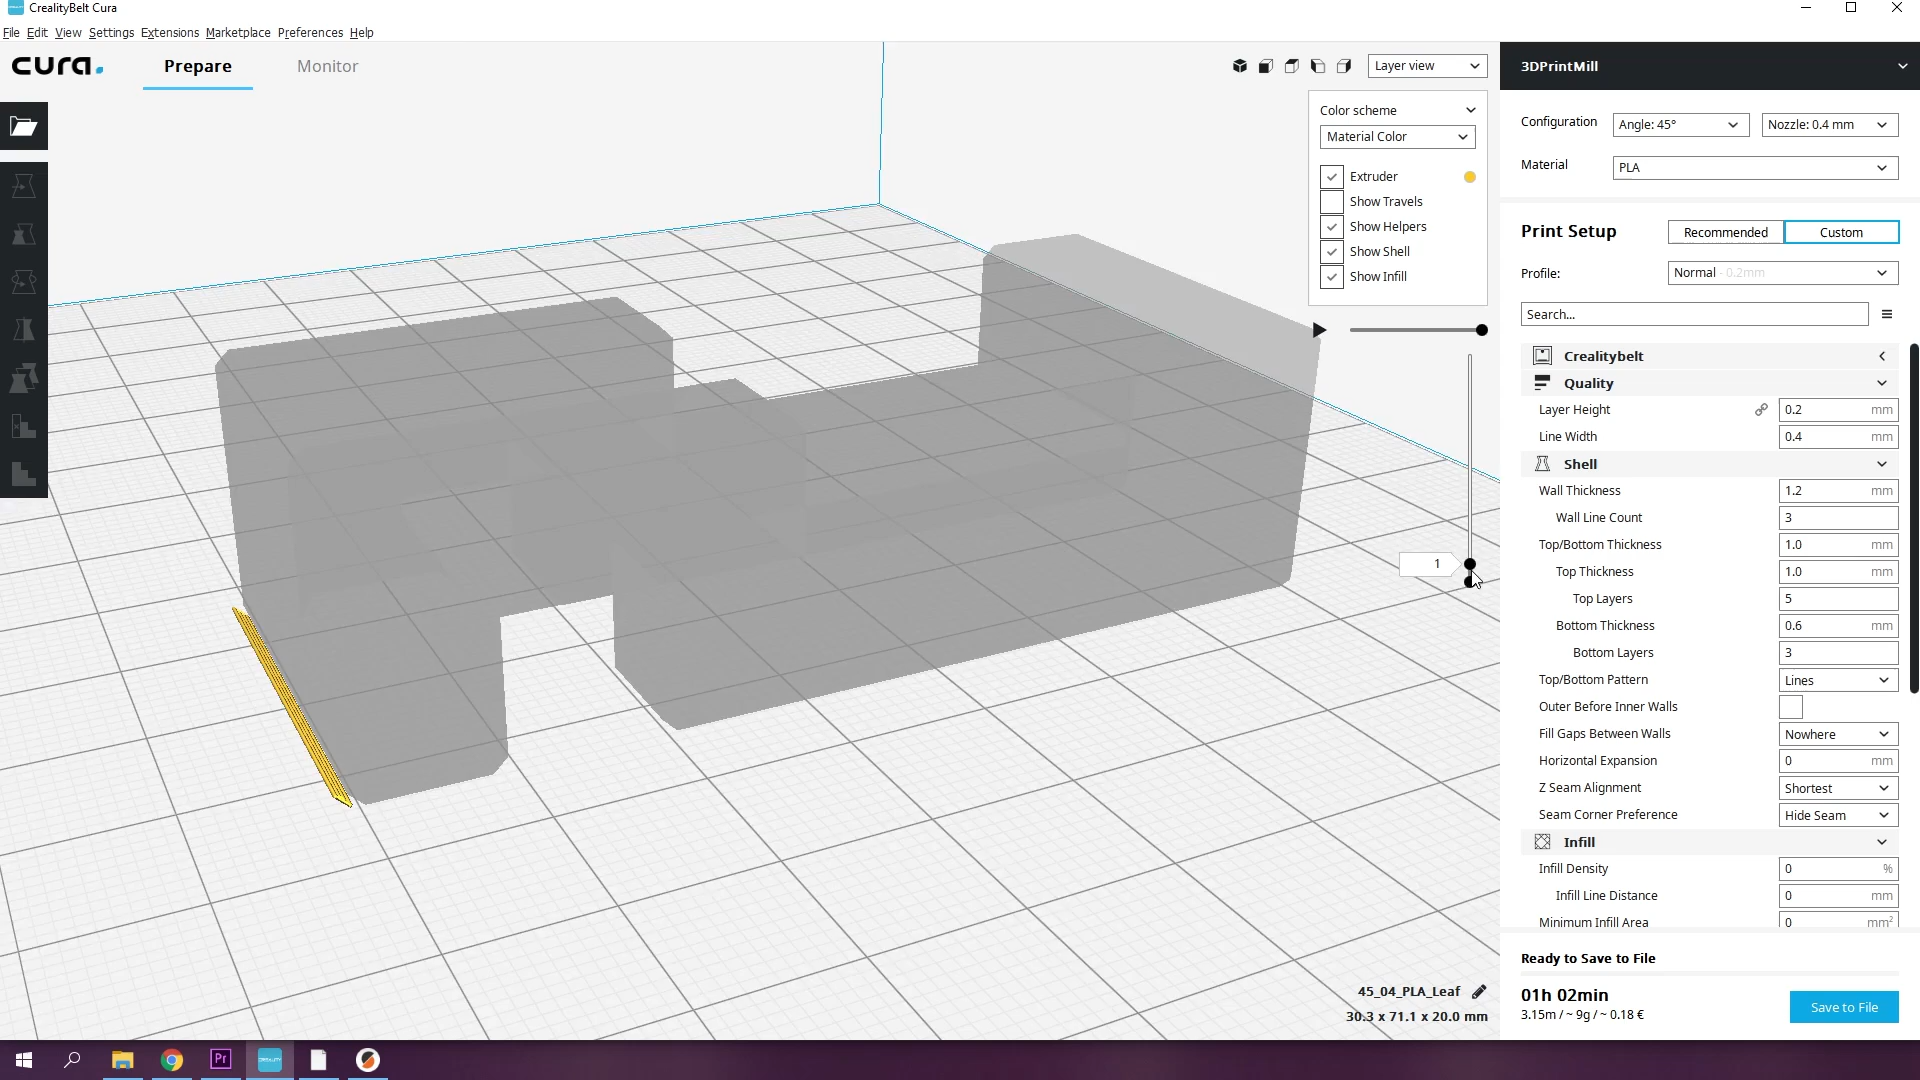 CrealityBelt Cura
File Edit View Settings Extensions Marketplace Preferences Help
cura.
Prepare
Monitor
Layer view
3DPrintMill
Color scheme
Material Color
Extruder
Show Travels
Show Helpers
Show Shell
Show Infill
1
Configuration
Angle: 45°
Nozzle: 0.4 mm
Material
PLA
Print Setup
Recommended
Custom
Profile:
Normal - 0.2mm
Search...
Crealitybelt
Quality
Layer Height 0.2 mm
Line Width 0.4 mm
Shell
Wall Thickness 1.2 mm
Wall Line Count 3
Top/Bottom Thickness 1.0 mm
Top Thickness 1.0 mm
Top Layers 5
Bottom Thickness 0.6 mm
Bottom Layers 3
Top/Bottom Pattern Lines
Outer Before Inner Walls
Fill Gaps Between Walls Nowhere
Horizontal Expansion 0 mm
Z Seam Alignment Shortest
Seam Corner Preference Hide Seam
Infill
Infill Density 0 %
Infill Line Distance 0 mm
Minimum Infill Area 0 mm²
Ready to Save to File
01h 02min
3.15m / ~ 9g / ~ 0.18 €
Save to File
45_04_PLA_Leaf
30.3 x 71.1 x 20.0 mm
Pr